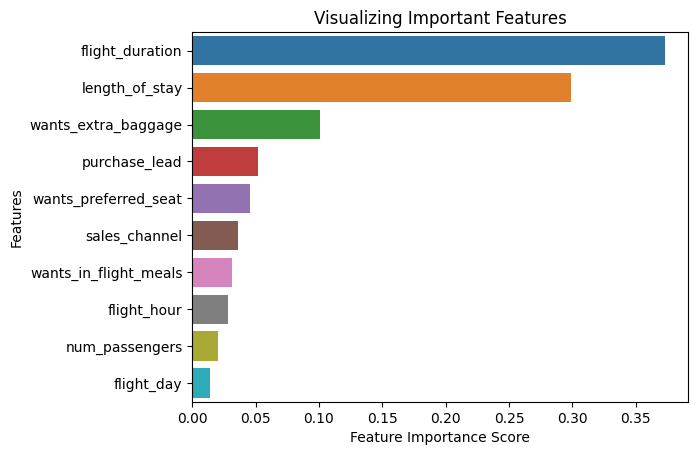 Visualizing Important Features
flight_duration
length_of_stay
wants_extra_baggage
purchase_lead
wants_preferred_seat
sales_channel
wants_in_flight_meals
flight_hour
num_passengers
flight_day
Features
0.00 0.05 0.10 0.15 0.20 0.25 0.30 0.35
Feature Importance Score